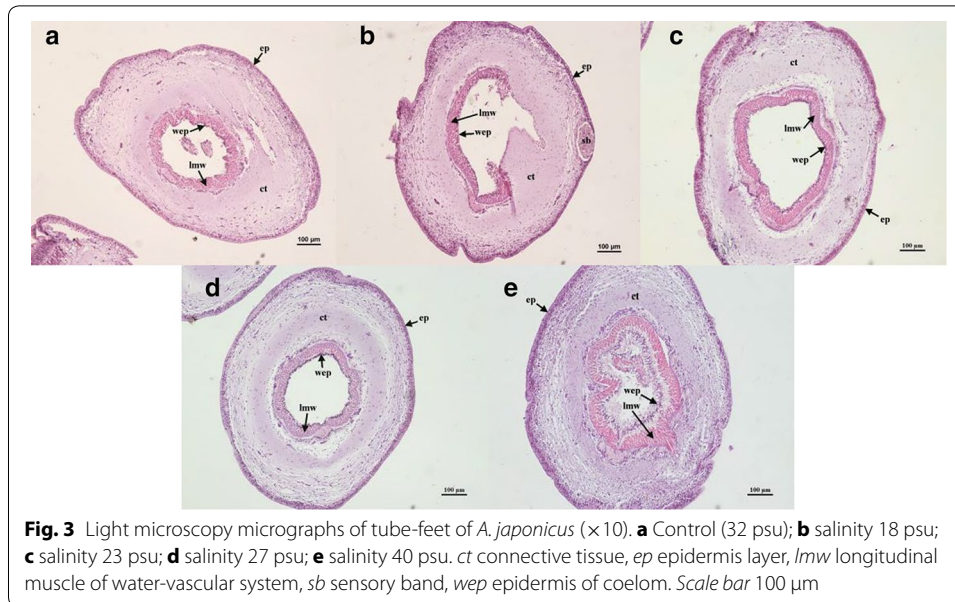 a
ep
wep
lmw
ct
100 µm
b
ep
lmw
wep
sb
ct
100 µm
c
ct
lmw
wep
ep
100 µm
d
ct
ep
wep
lmw
100 µm
e
ct
ep
wep
lmw
100 µm
Fig. 3 Light microscopy micrographs of tube-feet of A. japonicus (×10). a Control (32 psu); b salinity 18 psu;
c salinity 23 psu; d salinity 27 psu; e salinity 40 psu. ct connective tissue, ep epidermis layer, lmw longitudinal
muscle of water-vascular system, sb sensory band, wep epidermis of coelom. Scale bar 100 µm